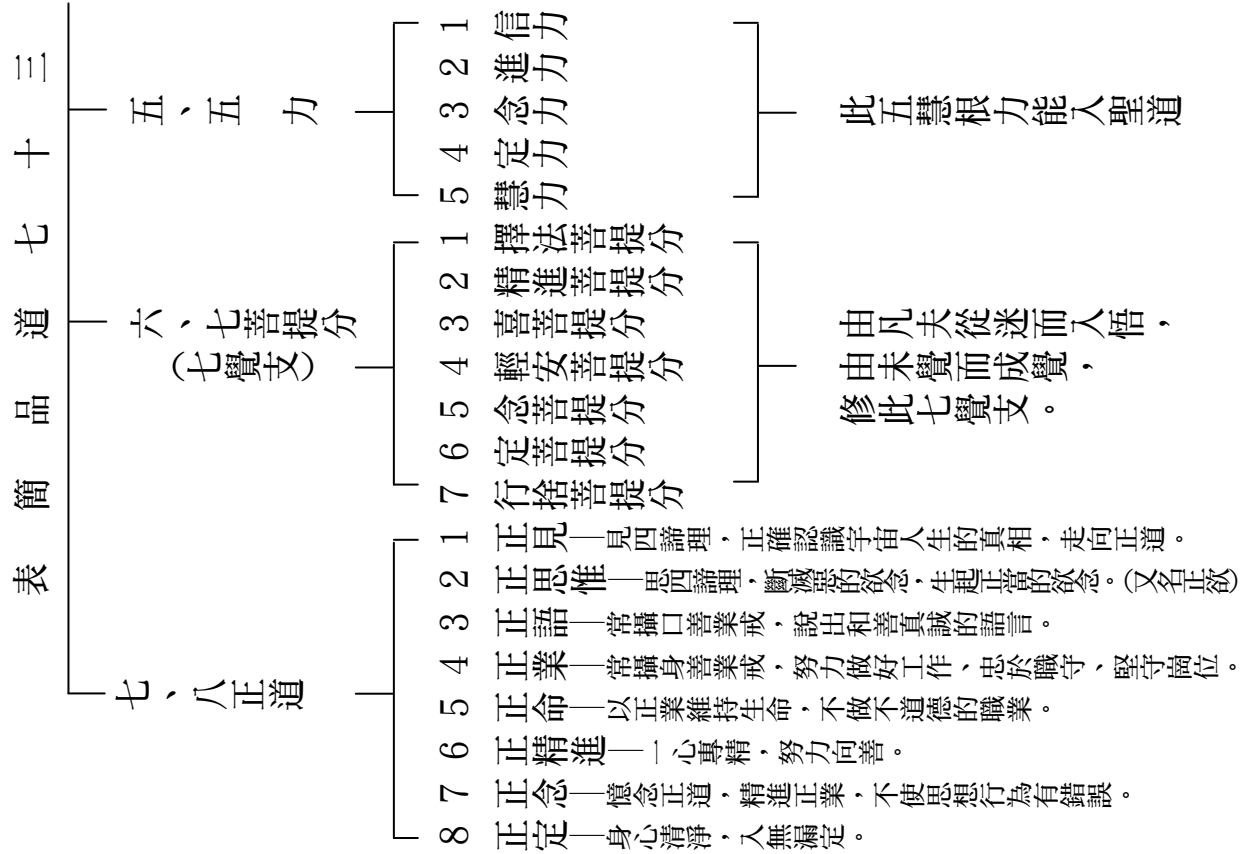 三十七道品簡表
五、五　力
1 信力
2 進力
3 念力
4 定力
5 慧力
此五慧根力能入聖道
六、七菩提分
(七覺支)
1 擇法菩提分
2 精進菩提分
3 喜菩提分
4 輕安菩提分
5 念菩提分
6 定菩提分
7 行捨菩提分
由凡夫從迷而入悟，
由未覺而成覺，
修此七覺支。
七、八正道
1 正見—見四諦理，正確認識宇宙人生的真相，走向正道。
2 正思惟—思四諦理，斷滅惡的欲念，生起正當的欲念。(又名正欲)
3 正語—常攝口善業戒，說出和善真誠的語言。
4 正業—常攝身善業戒，努力做好工作、忠於職守、堅守崗位。
5 正命—以正業維持生命，不做不道德的職業。
6 正精進—一心專精，努力向善。
7 正念—憶念正道，精進正業，不使思想行為有錯誤。
8 正定—身心清淨，入無漏定。